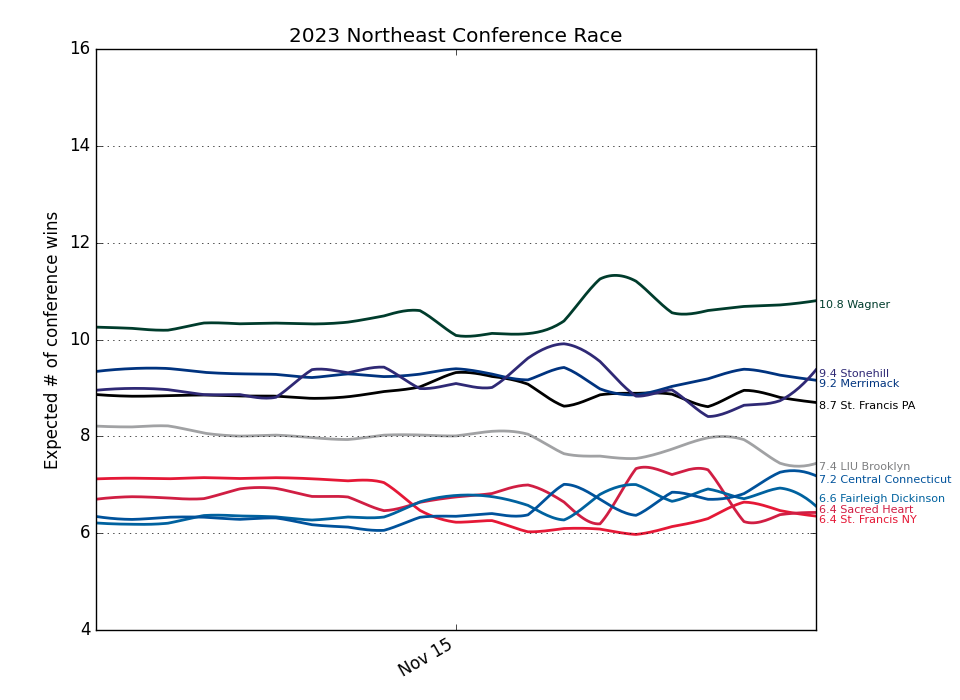 2023 Northeast Conference Race
Expected # of conference wins
16
14
12
10
8
6
4
Nov 15
10.8 Wagner
9.4 Stonehill
9.2 Merrimack
8.7 St. Francis PA
7.4 LIU Brooklyn
7.2 Central Connecticut
6.6 Fairleigh Dickinson
6.4 Sacred Heart
6.4 St. Francis NY